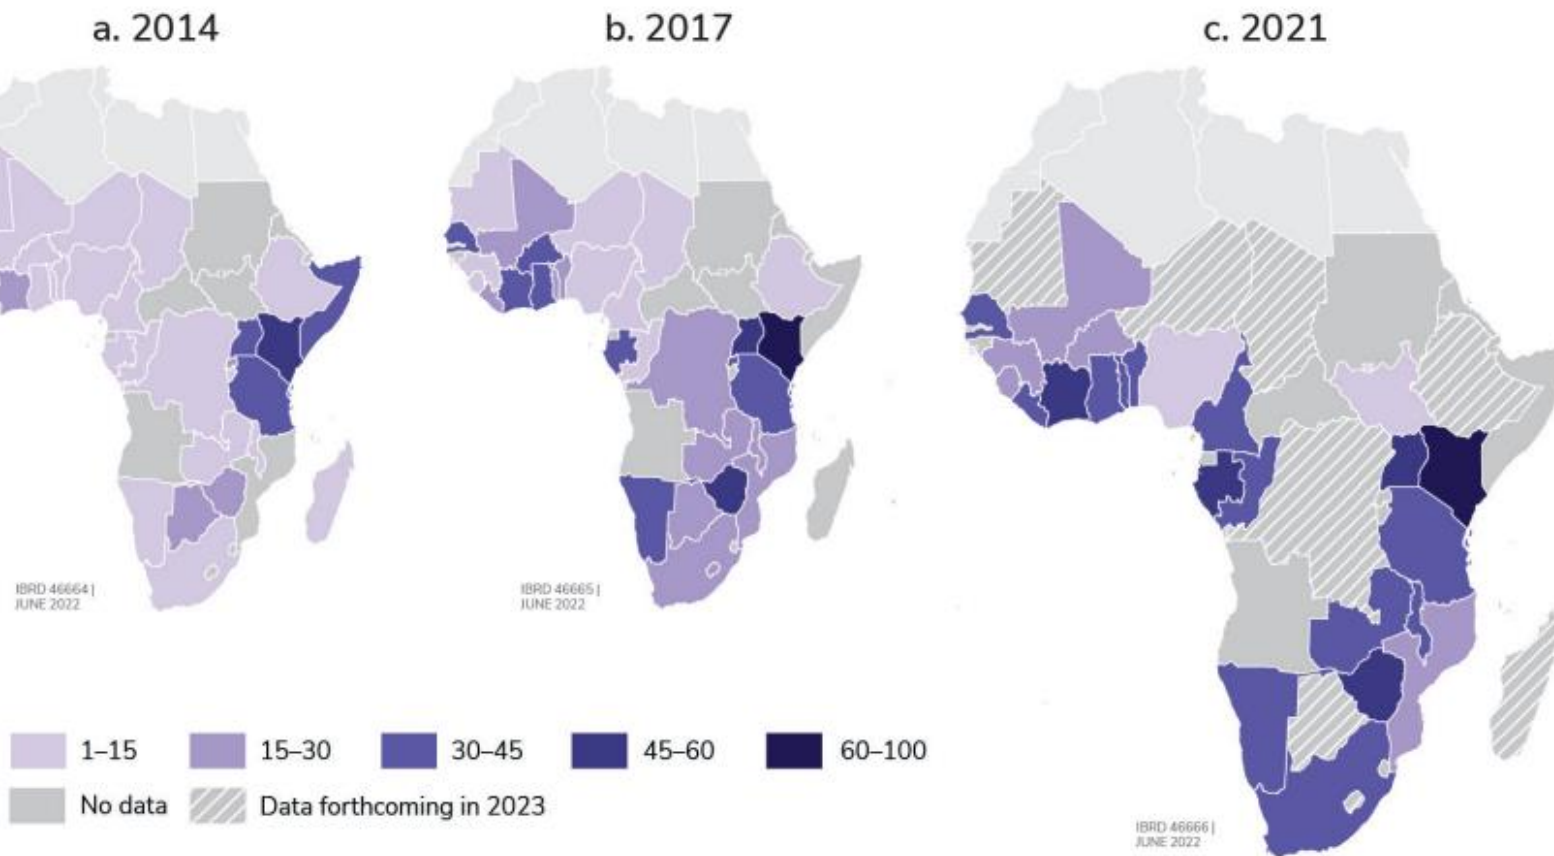 a. 2014
b. 2017
c. 2021
IBRD 46664 |
JUNE 2022
IBRD 46665 |
JUNE 2022
IBRD 46666 |
JUNE 2022
1–15
15–30
30–45
45–60
60–100
No data
Data forthcoming in 2023